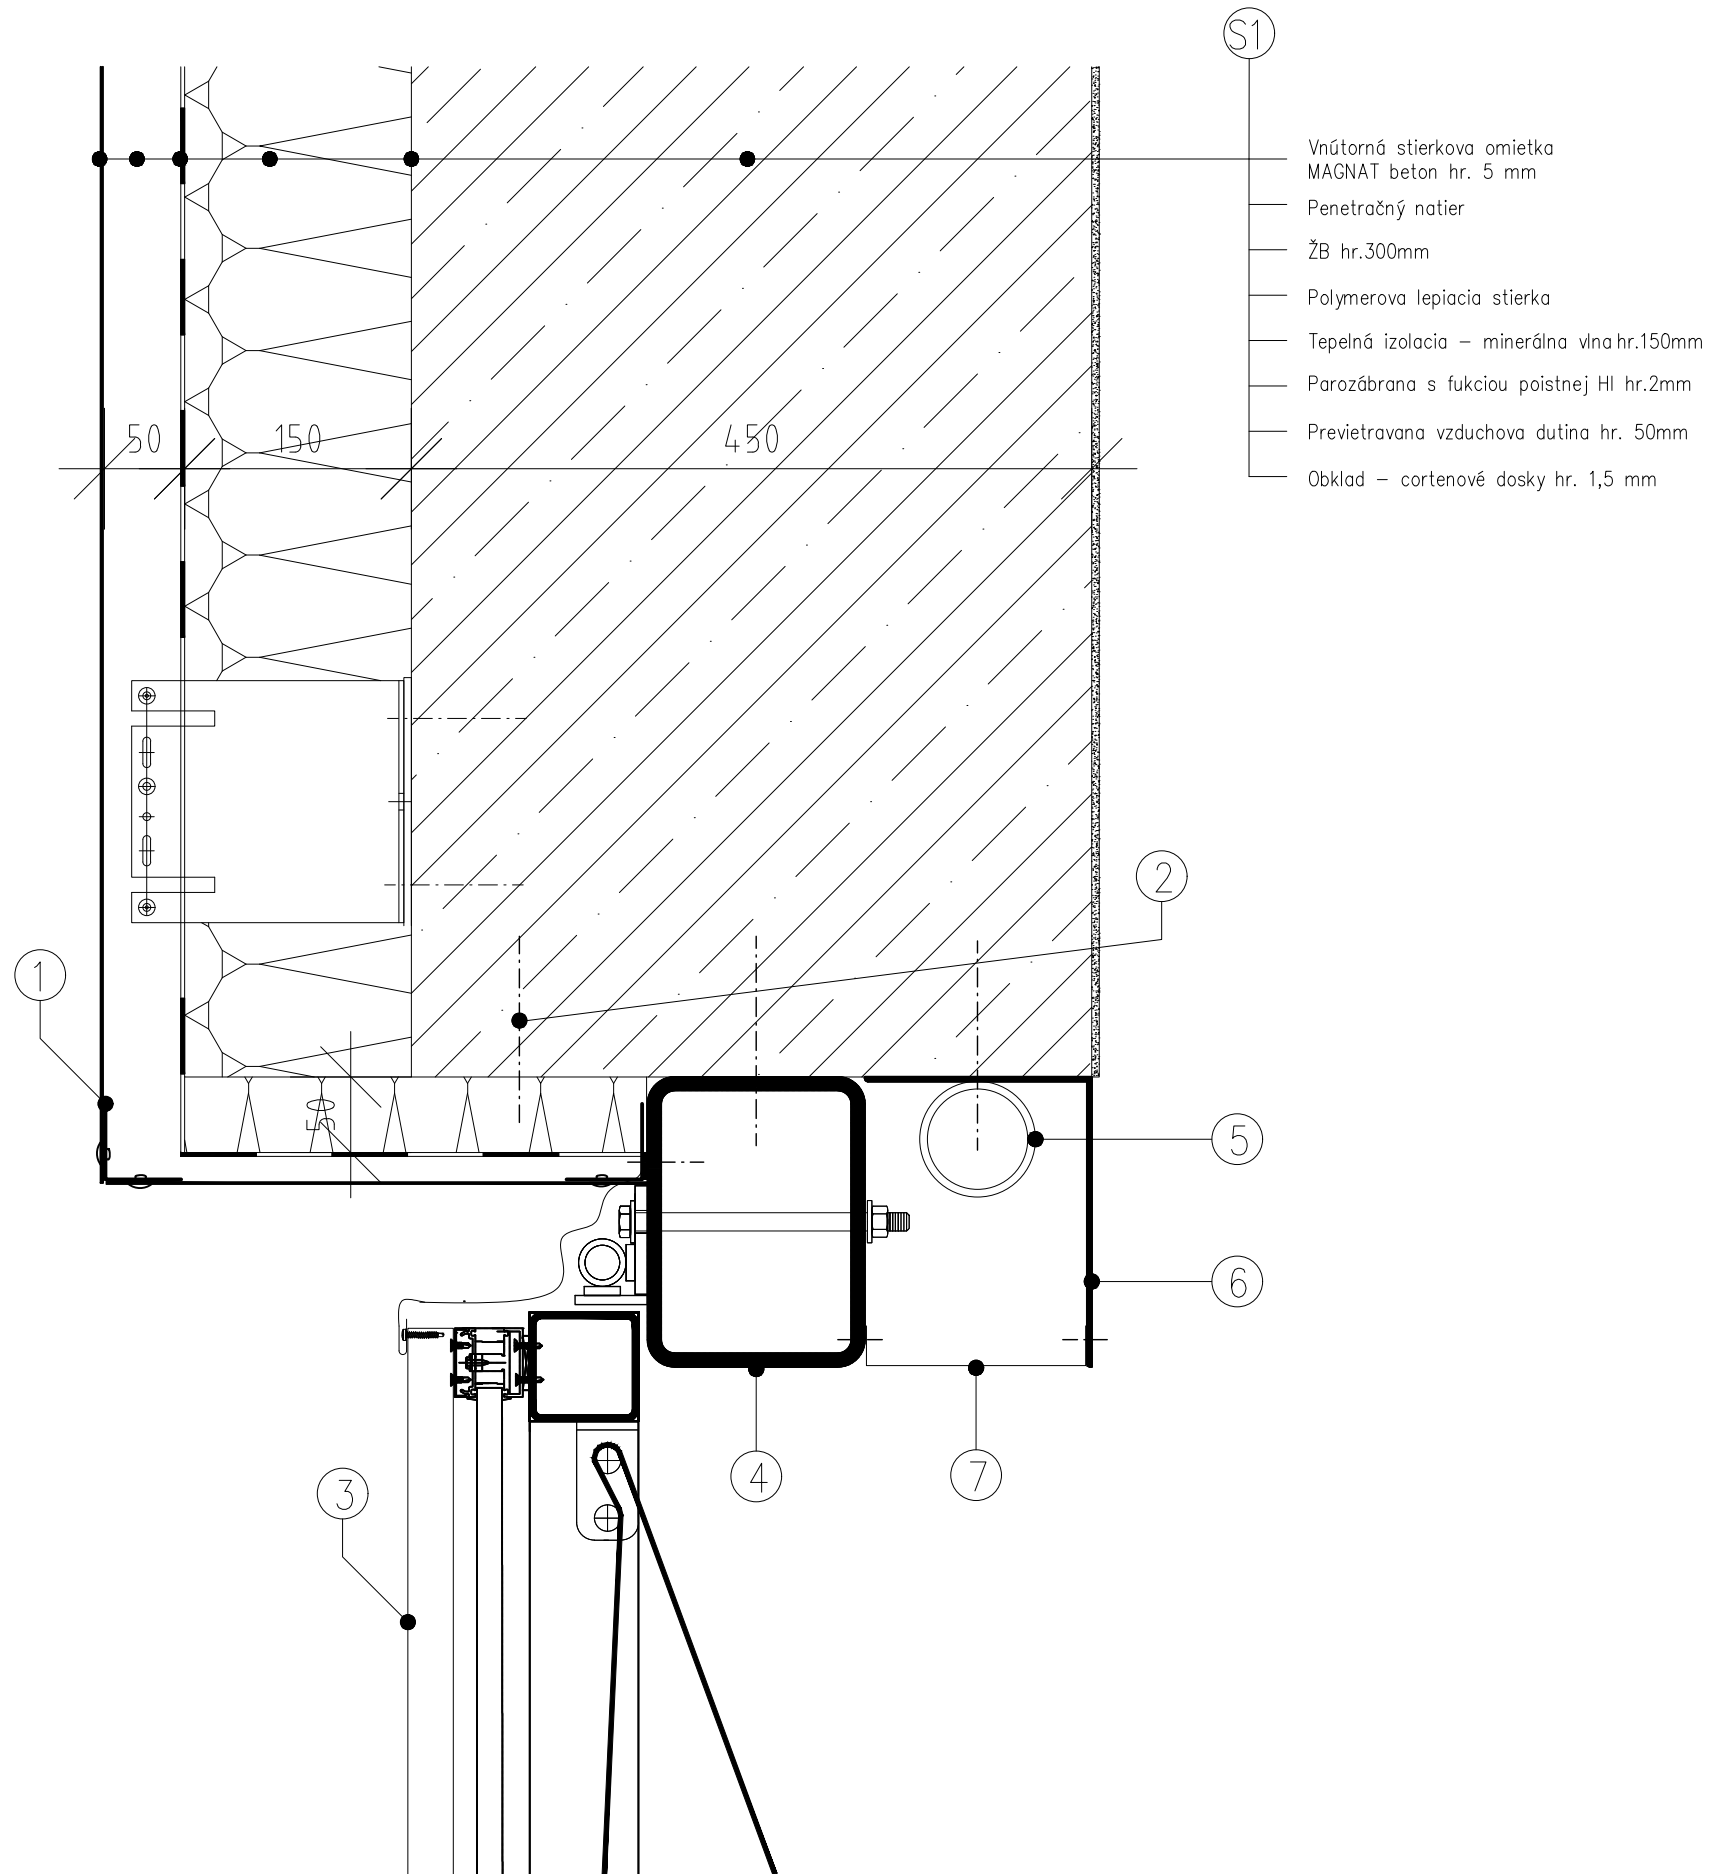 S1
Vnútorná stierkova omietka
MAGNAT beton hr. 5 mm
Penetračný natier
ŽB hr.300mm
Polymerova lepiacia stierka
Tepelná izolacia – minerálna vlna hr.150mm
Parozábrana s fukciou poistnej HI hr.2mm
Previetravana vzduchova dutina hr. 50mm
Obklad – cortenové dosky hr. 1,5 mm
50
150
450
2
1
50
5
6
4
7
3